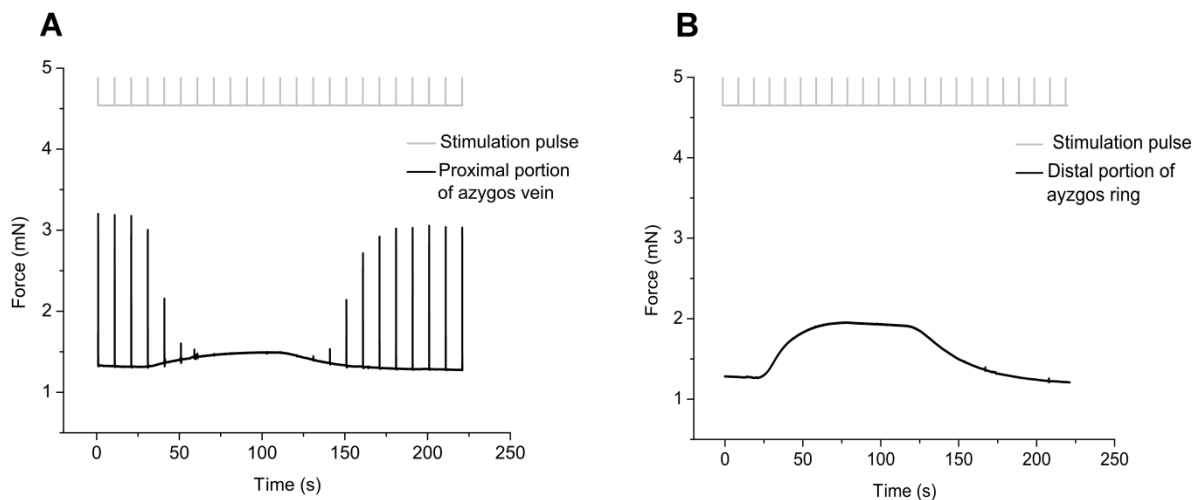 A
5
4
3
2
1
Force (mN)
0
50
100
150
200
250
Time (s)
Stimulation pulse
Proximal portion
of azygos vein
B
5
4
3
2
1
Force (mN)
0
50
100
150
200
250
Time (s)
Stimulation pulse
Distal portion of
ayzgos ring